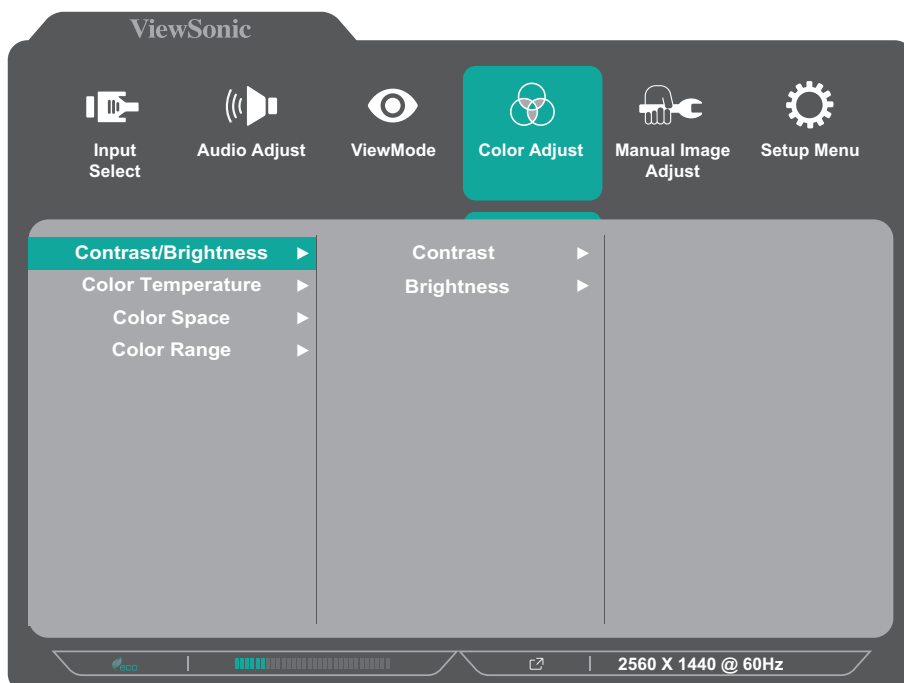 ViewSonic
Input Select
Audio Adjust
ViewMode
Color Adjust
Manual Image Adjust
Setup Menu
Contrast/Brightness
Contrast
Color Temperature
Brightness
Color Space
Color Range
eco
2560 X 1440 @ 60Hz